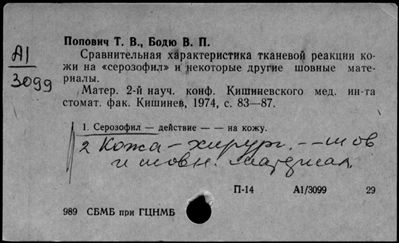 А1
3099
Попович Т. В., Бодю В. П.
Сравнительная характеристика тканевой реакции ко-
жи на «серозофил» и некоторые другие шовные мате-
риалы.
Матер. 2-й науч. конф. Кишиневского мед. ин-та
стомат. фак. Кишинев, 1974, с. 83—87.
1. Серозофил — действие — — на кожу.
2 Кожа - хирург. - - шов
и шовн. материал
П-14 А1/3099 29
989 СБМБ при ГЦНМБ